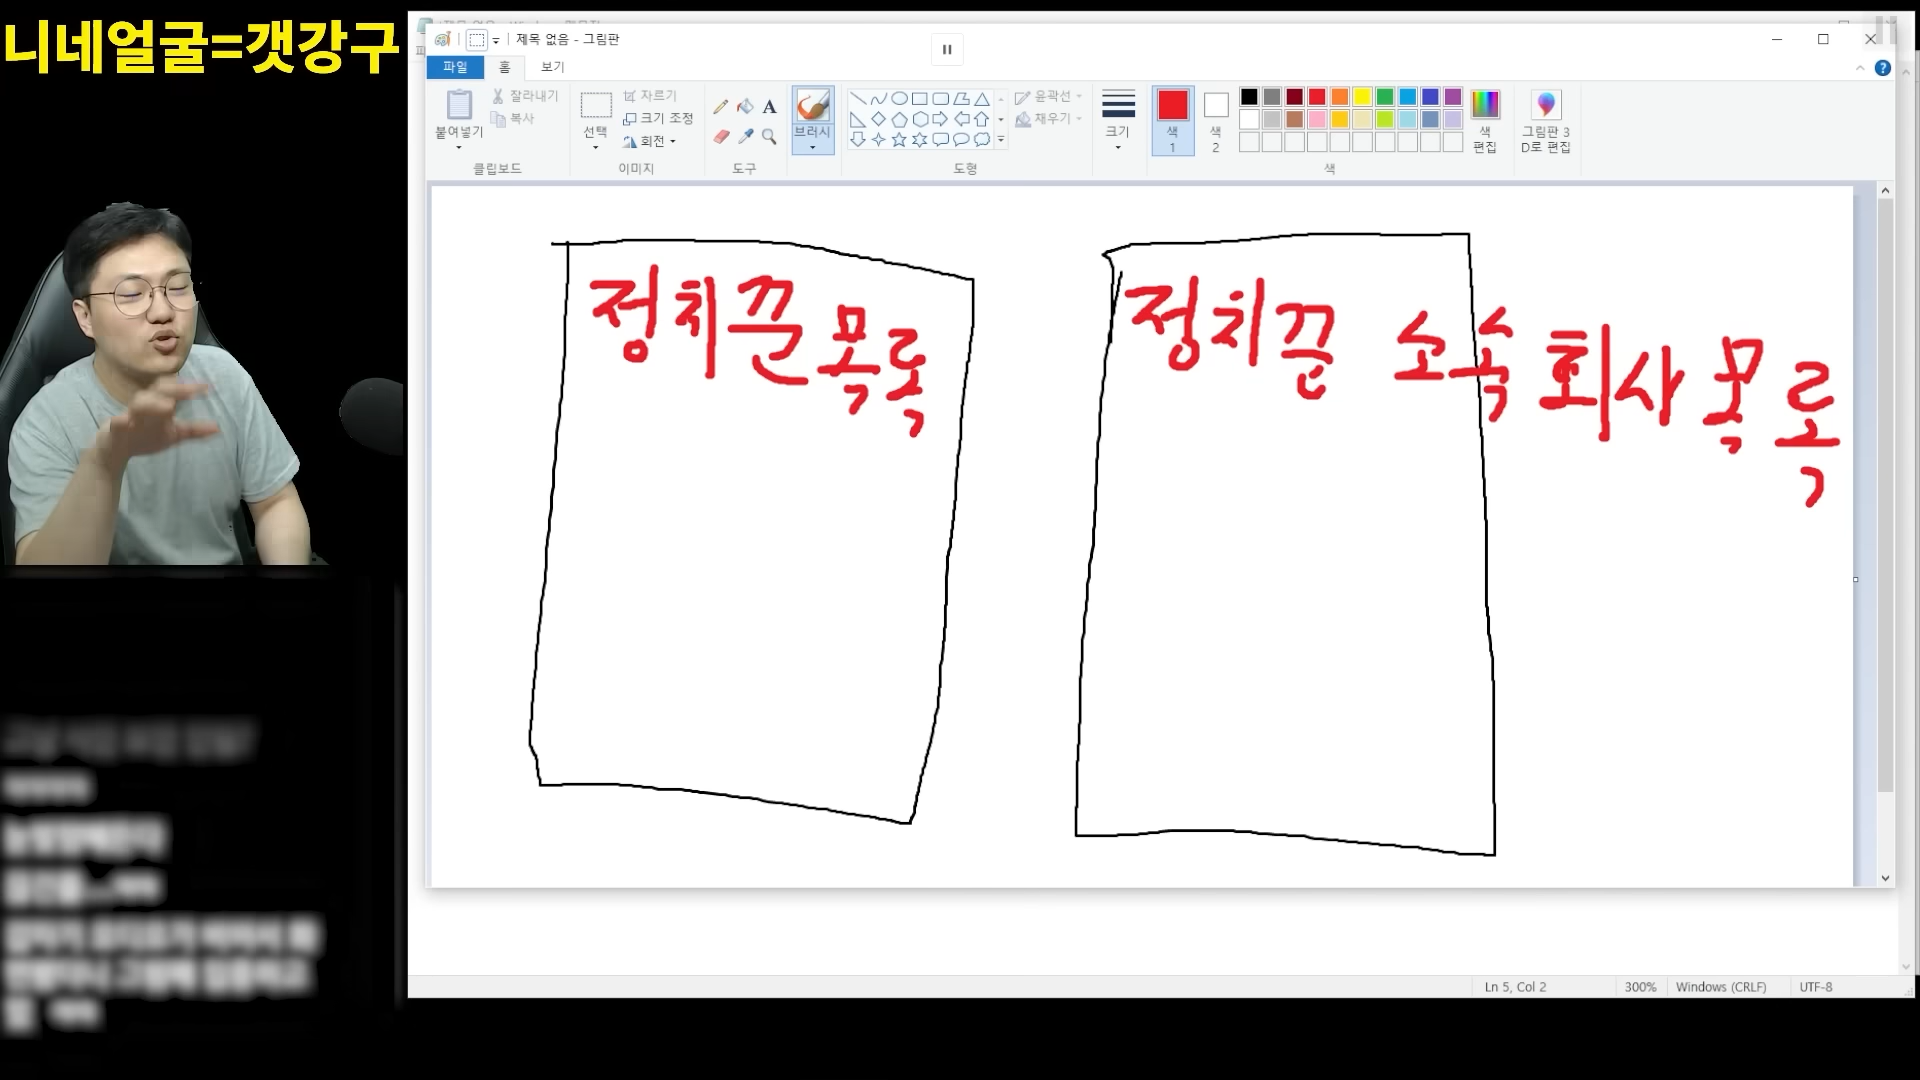 니네얼굴=갯강구
제목 없음 - 그림판
파일 홈 보기
붙여넣기
잘라내기
복사
클립보드
선택
자르기
크기 조정
회전
이미지
A
도구
브러시
윤곽선
채우기
도형
크기
색
1
색
2
색
편집
색
그림판 3
D로 편집
정치꾼 목록
정치꾼 소속 회사 목록
Ln 5, Col 2
300%
Windows (CRLF)
UTF-8